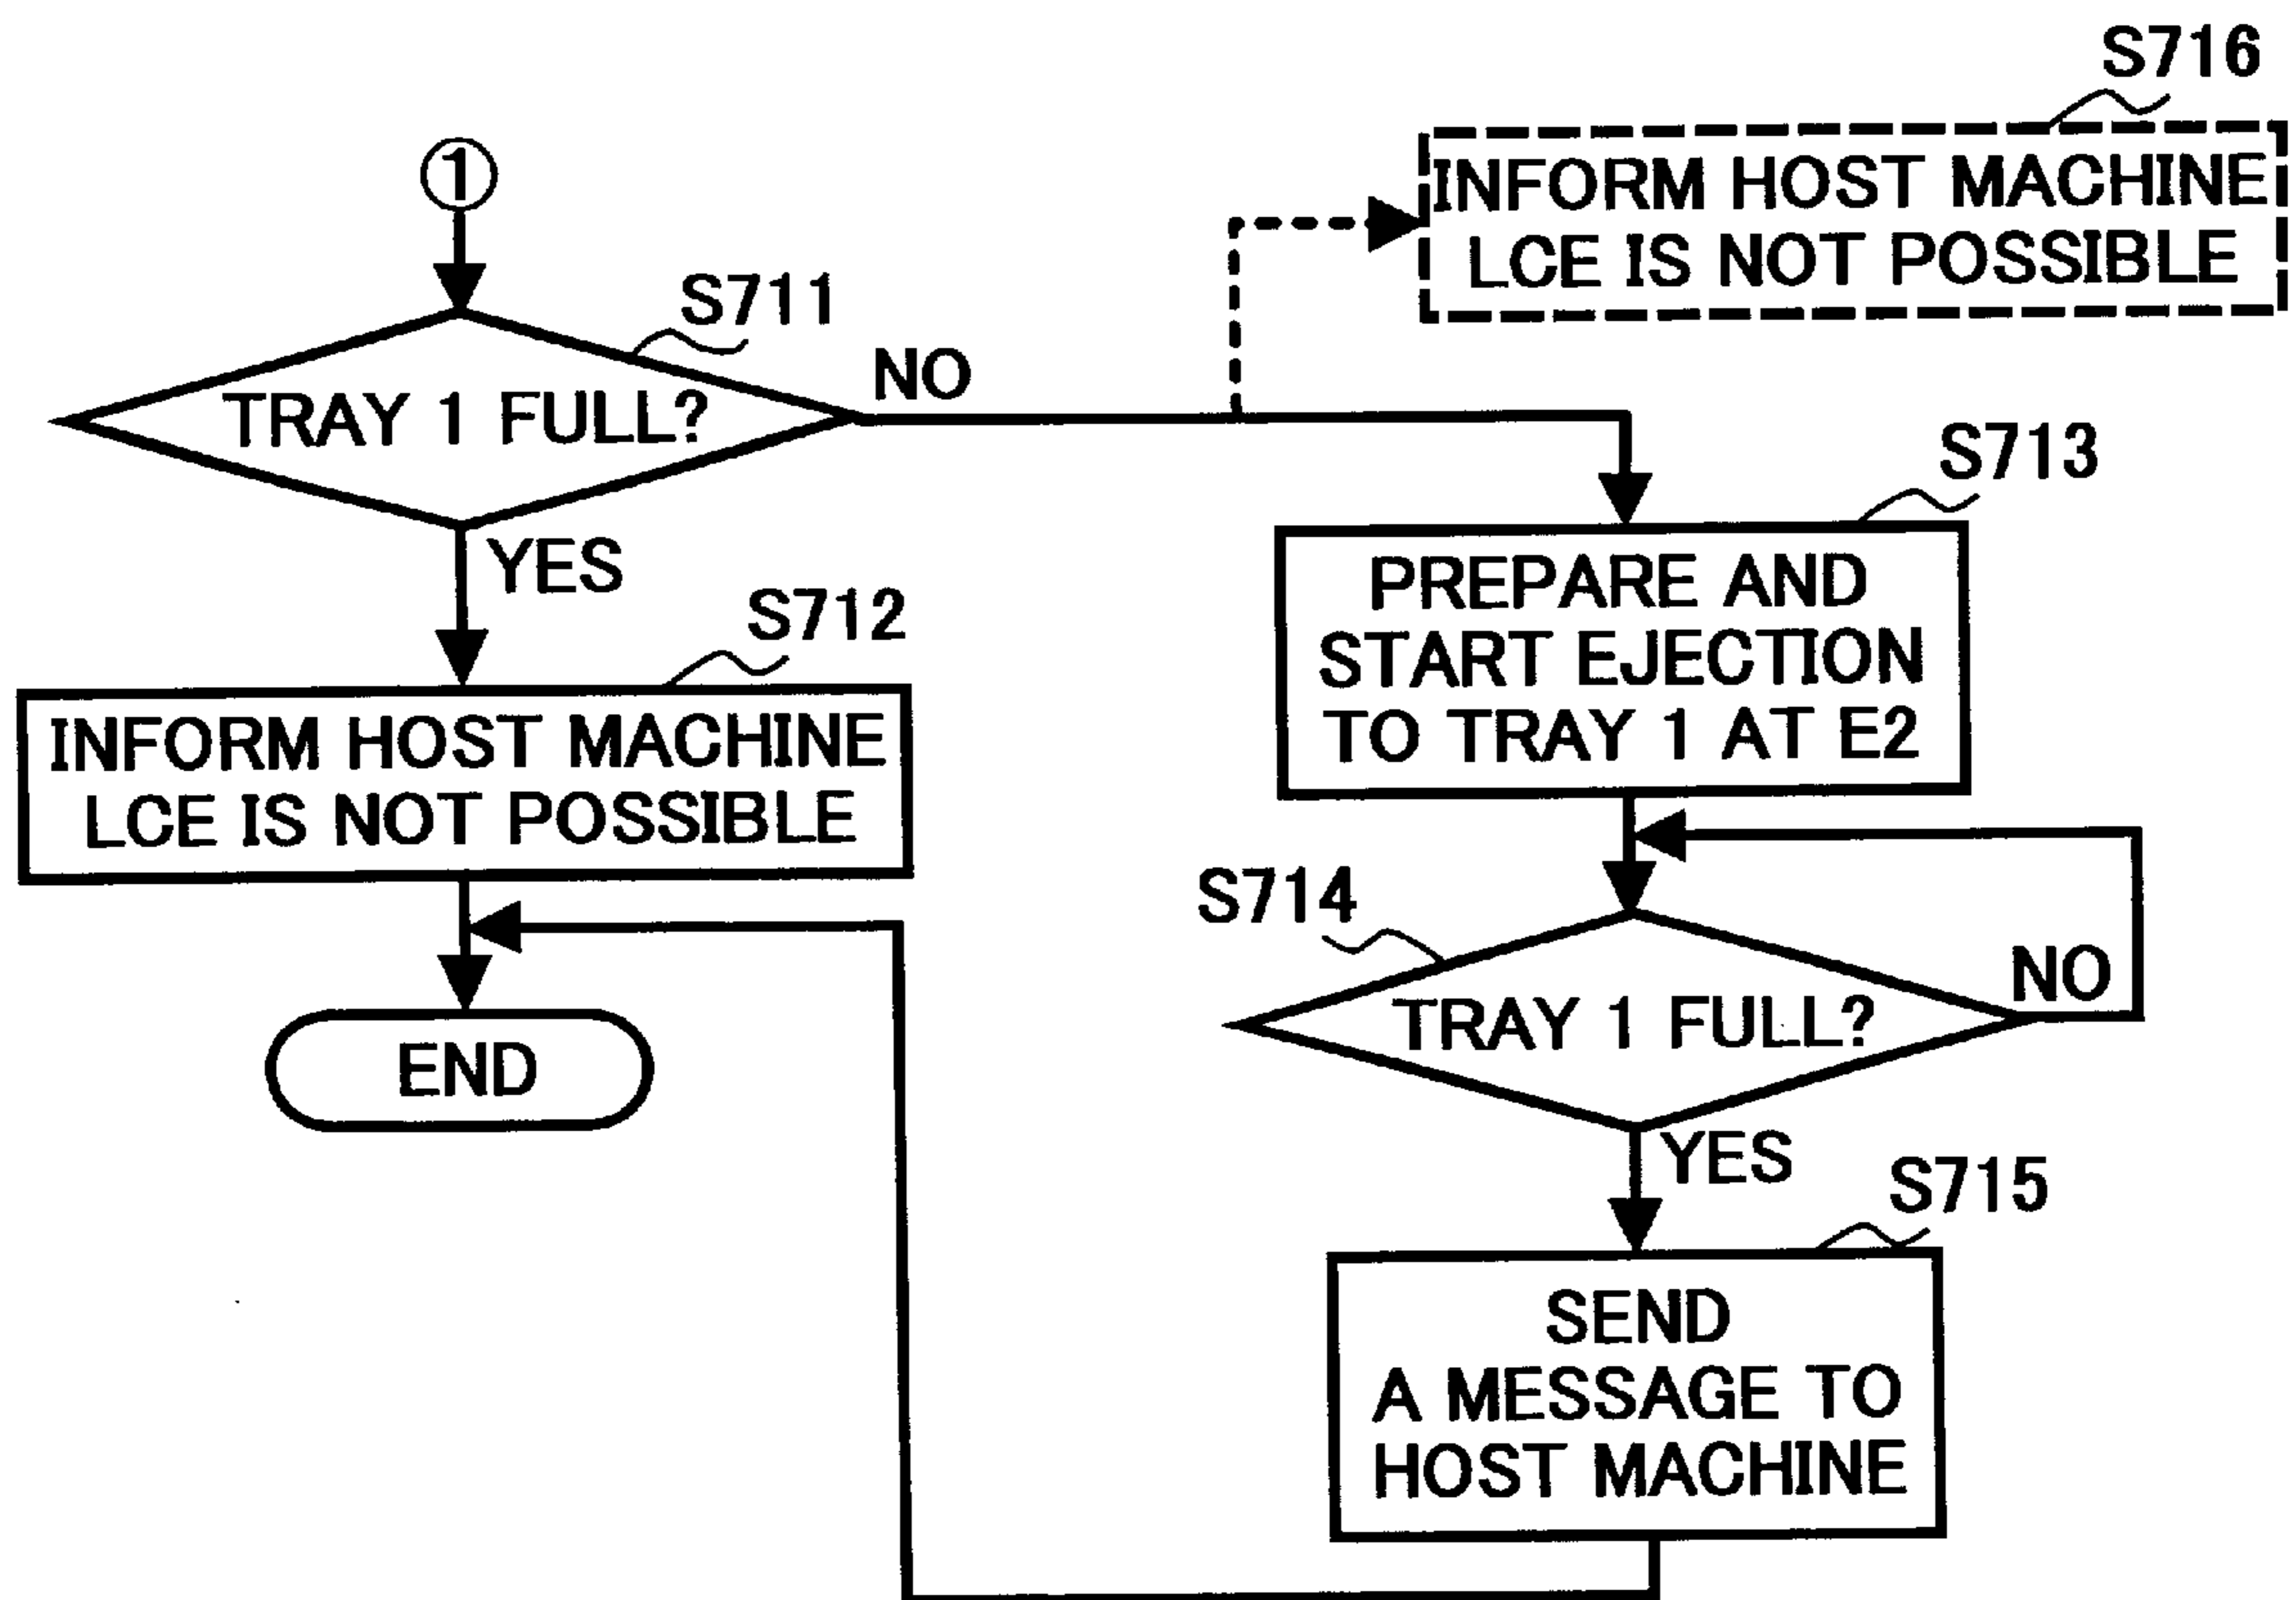 S716
INFORM HOST MACHINE
LCE IS NOT POSSIBLE
1
S711
TRAY 1 FULL?
NO
YES
S712
INFORM HOST MACHINE
LCE IS NOT POSSIBLE
END
S713
PREPARE AND
START EJECTION
TO TRAY 1 AT E2
S714
TRAY 1 FULL?
NO
YES
S715
SEND
A MESSAGE TO
HOST MACHINE